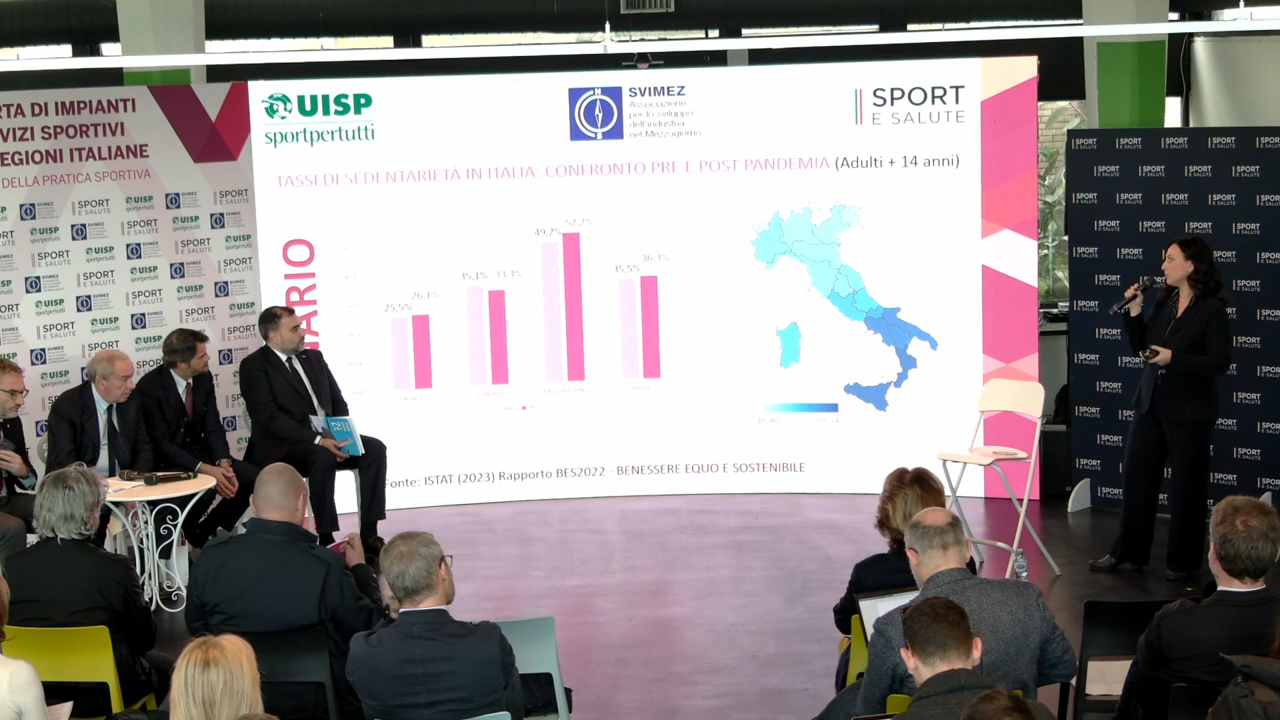 RTA DI IMPIANTI
RVIZI SPORTIVI
REGIONI ITALIANE
DELLA PRATICA SPORTIVA
UISP
sportpertutti
SVIMEZ
Associazione
per lo sviluppo
dell'industria
nel Mezzogiorno
SPORT
E SALUTE
TASSI DI SEDENTARIETÀ IN ITALIA: CONFRONTO PRE E POST PANDEMIA (Adulti + 14 anni)
ARIO
25,5%
26,1%
35,1%
33,3%
49,2%
52,2%
35,5%
36,3%
Fonte: ISTAT (2023) Rapporto BES2022 - BENESSERE EQUO E SOSTENIBILE
SPORT
E SALUTE